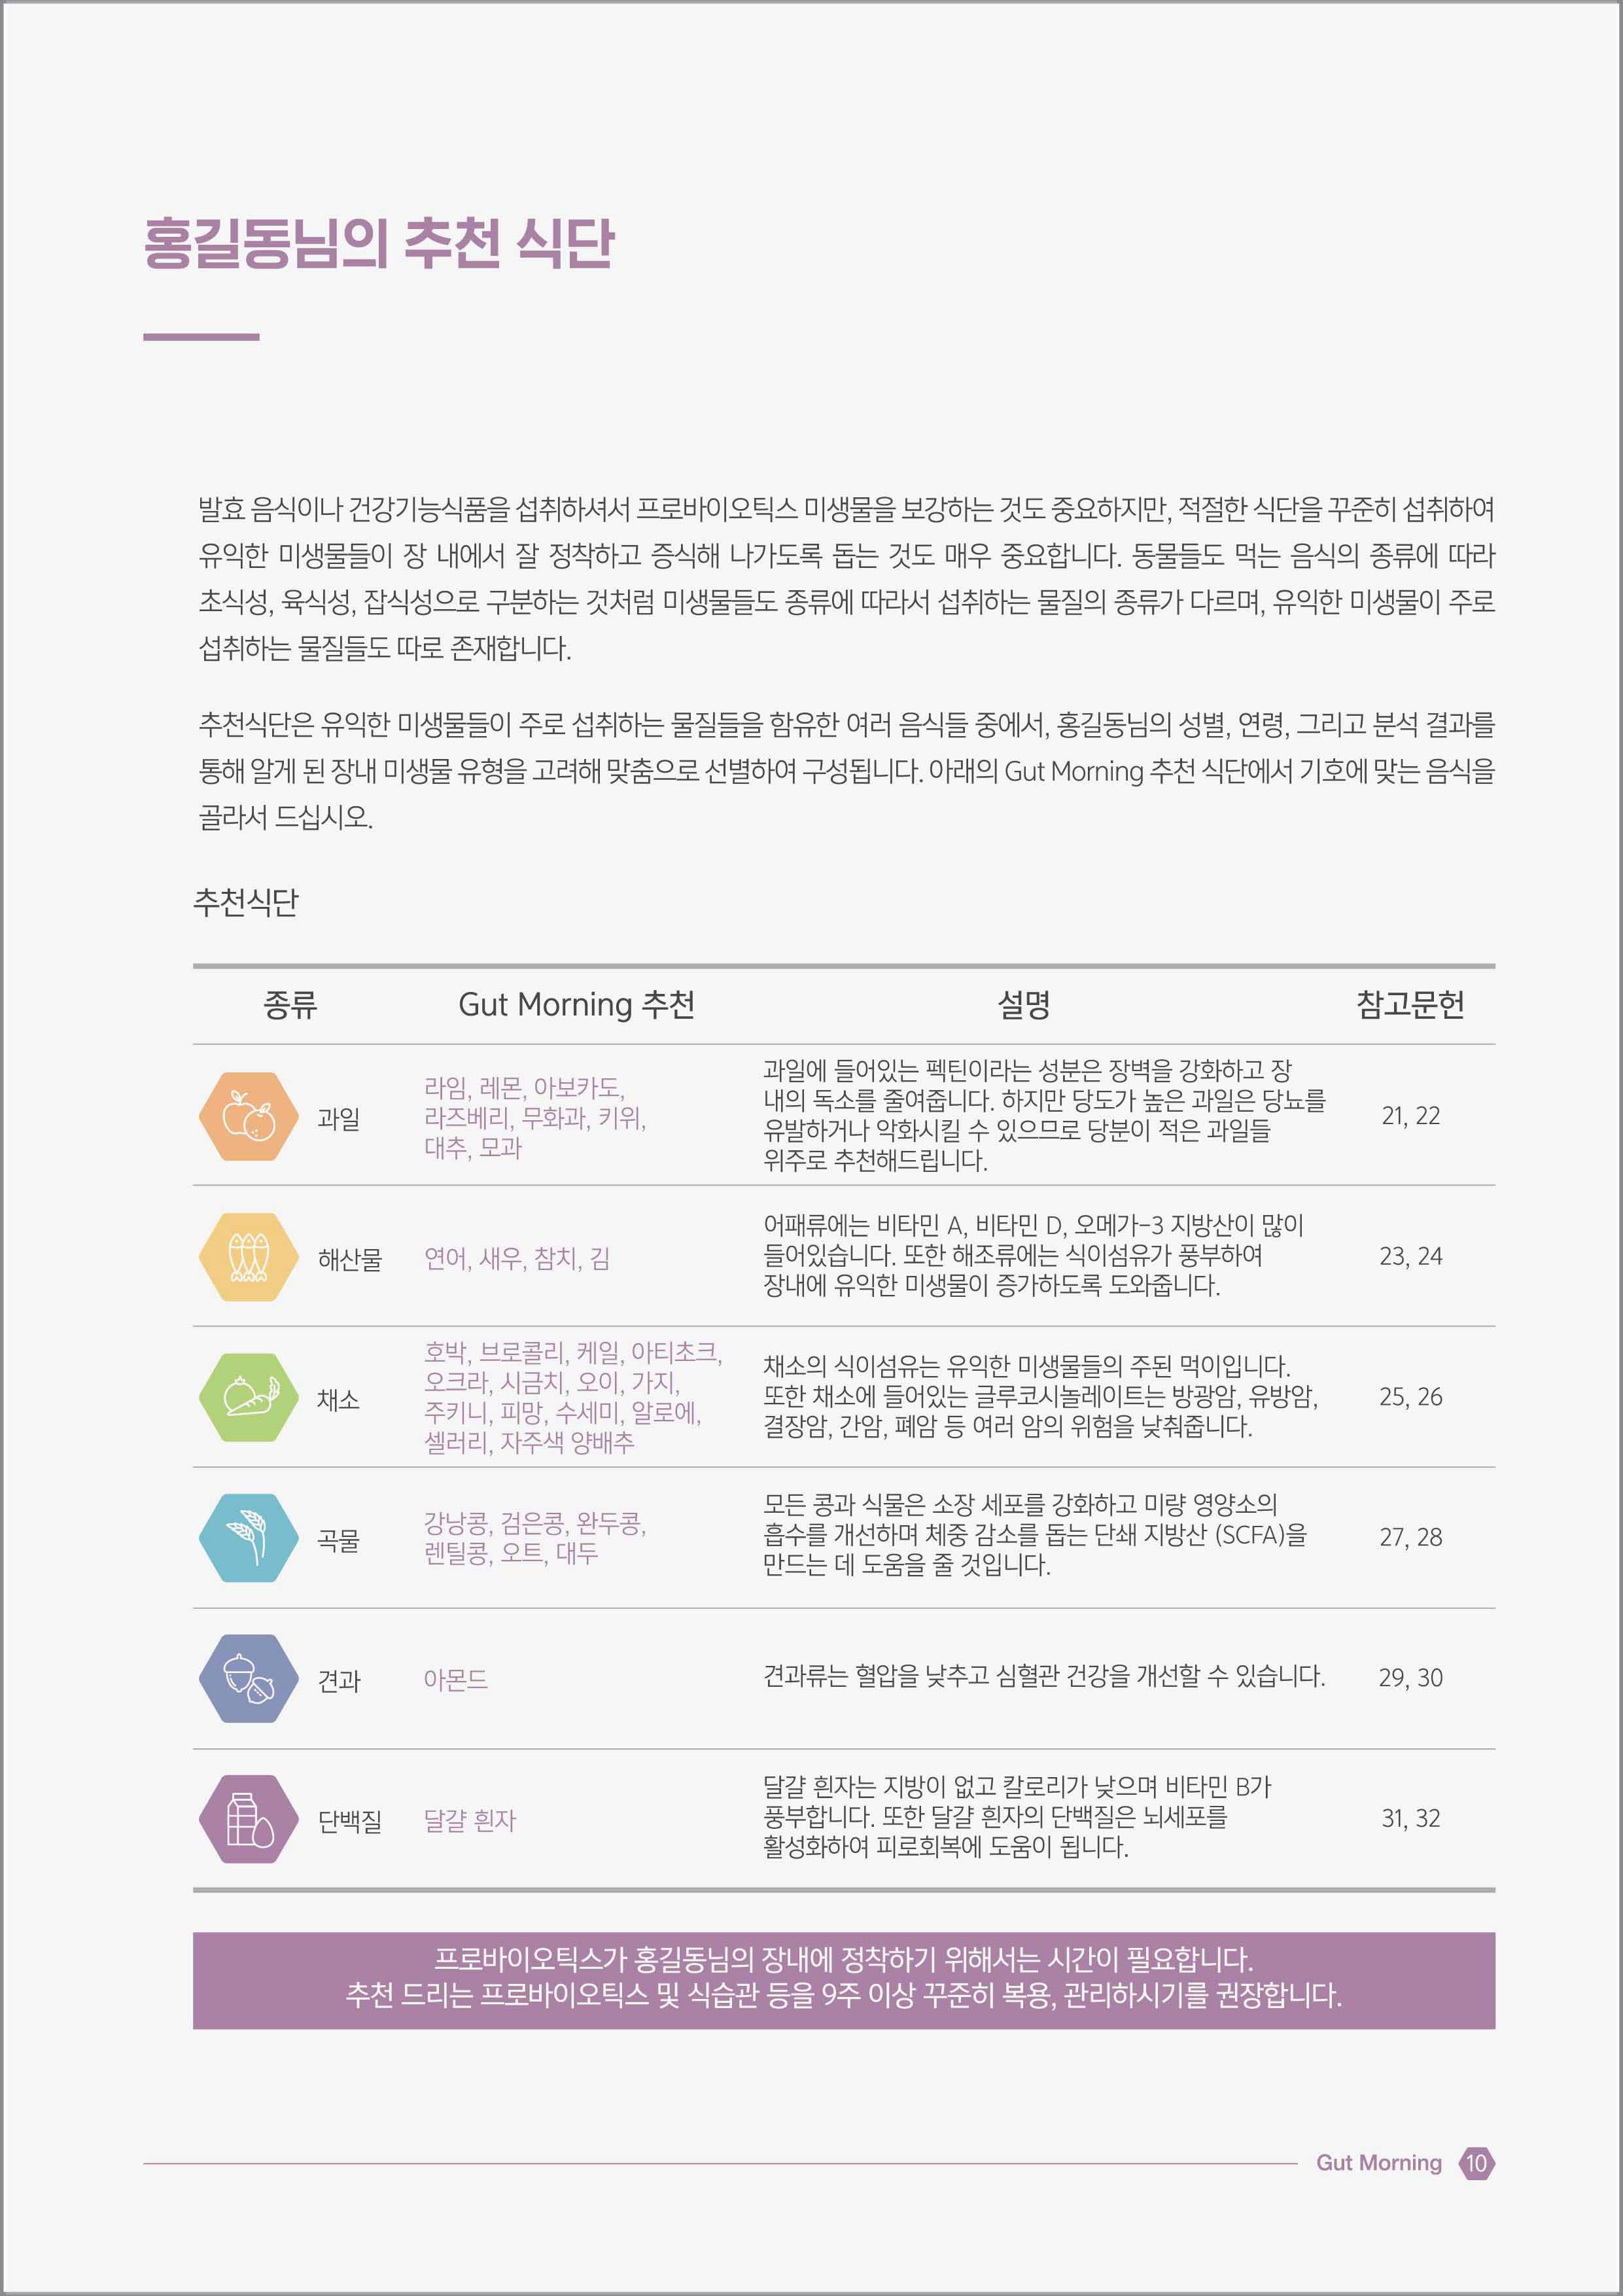 홍길동님의 추천 식단
발효 음식이나 건강기능식품을 섭취하셔서 프로바이오틱스 미생물을 보강하는 것도 중요하지만, 적절한 식단을 꾸준히 섭취하여
유익한 미생물들이 장 내에서 잘 정착하고 증식해 나가도록 돕는 것도 매우 중요합니다. 동물들도 먹는 음식의 종류에 따라
초식성, 육식성, 잡식성으로 구분하는 것처럼 미생물들도 종류에 따라서 섭취하는 물질의 종류가 다르며, 유익한 미생물이 주로
섭취하는 물질들도 따로 존재합니다.
추천식단은 유익한 미생물들이 주로 섭취하는 물질들을 함유한 여러 음식들 중에서, 홍길동님의 성별, 연령, 그리고 분석 결과를
통해 알게 된 장내 미생물 유형을 고려해 맞춤으로 선별하여 구성됩니다. 아래의 Gut Morning 추천 식단에서 기호에 맞는 음식을
골라서 드십시오.
추천식단
종류 Gut Morning 추천 설명 참고문헌
과일
라임, 레몬, 아보카도,
라즈베리, 무화과, 키위,
대추, 모과
과일에 들어있는 펙틴이라는 성분은 장벽을 강화하고 장
내의 독소를 줄여줍니다. 하지만 당도가 높은 과일은 당뇨를
유발하거나 악화시킬 수 있으므로 당분이 적은 과일들
위주로 추천해드립니다.
21, 22
해산물
연어, 새우, 참치, 김
어패류에는 비타민 A, 비타민 D, 오메가-3 지방산이 많이
들어있습니다. 또한 해조류에는 식이섬유가 풍부하여
장내에 유익한 미생물이 증가하도록 도와줍니다.
23, 24
채소
호박, 브로콜리, 케일, 아티초크,
오크라, 시금치, 오이, 가지,
주키니, 피망, 수세미, 알로에,
셀러리, 자주색 양배추
채소의 식이섬유는 유익한 미생물들의 주된 먹이입니다.
또한 채소에 들어있는 글루코시놀레이트는 방광암, 유방암,
결장암, 간암, 폐암 등 여러 암의 위험을 낮춰줍니다.
25, 26
곡물
강낭콩, 검은콩, 완두콩,
렌틸콩, 오트, 대두
모든 콩과 식물은 소장 세포를 강화하고 미량 영양소의
흡수를 개선하며 체중 감소를 돕는 단쇄 지방산 (SCFA)을
만드는 데 도움을 줄 것입니다.
27, 28
견과
아몬드
견과류는 혈압을 낮추고 심혈관 건강을 개선할 수 있습니다.
29, 30
단백질
달걀 흰자
달걀 흰자는 지방이 없고 칼로리가 낮으며 비타민 B가
풍부합니다. 또한 달걀 흰자의 단백질은 뇌세포를
활성화하여 피로회복에 도움이 됩니다.
31, 32
프로바이오틱스가 홍길동님의 장내에 정착하기 위해서는 시간이 필요합니다.
추천 드리는 프로바이오틱스 및 식습관 등을 9주 이상 꾸준히 복용, 관리하시기를 권장합니다.
Gut Morning 10